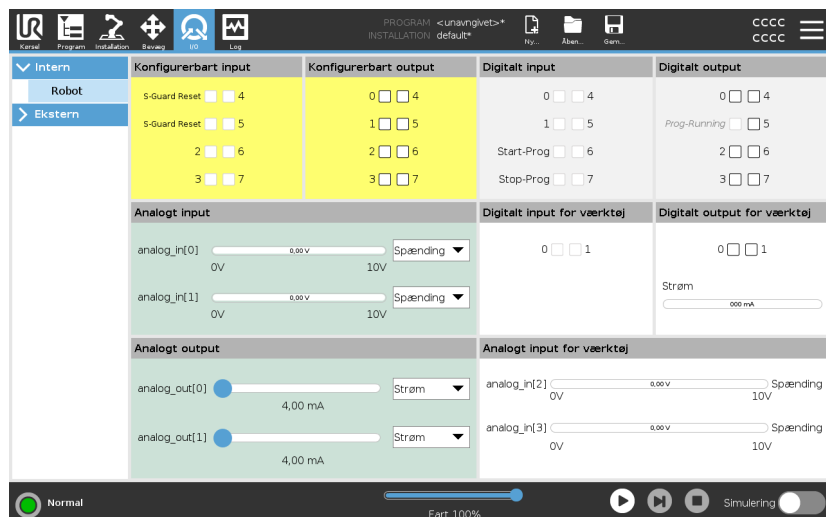 UR
PROGRAM <unavngivet>*
INSTALLATION default*
CCCC
CCCC
Kørsel Program Installation Bevæg I/O Log Ny... Åben... Gem...
Intern
Robot
Ekstern
Konfigurerbart input
S-Guard Reset 4
S-Guard Reset 5
2 6
3 7
Konfigurerbart output
0 4
1 5
2 6
3 7
Digitalt input
0 4
1 5
Start-Prog 6
Stop-Prog 7
Digitalt output
0 4
Prog-Running 5
2 6
3 7
Analogt input
analog_in[0] 0,00 V Spænding
0V 10V
analog_in[1] 0,00 V Spænding
0V 10V
Digitalt input for værktøj
0 1
Digitalt output for værktøj
0 1
Strøm
000 mA
Analogt output
analog_out[0] Strøm
4,00 mA
analog_out[1] Strøm
4,00 mA
Analogt input for værktøj
analog_in[2] 0,00 V Spænding
0V 10V
analog_in[3] 0,00 V Spænding
0V 10V
Normal
Fart 100%
Simulering